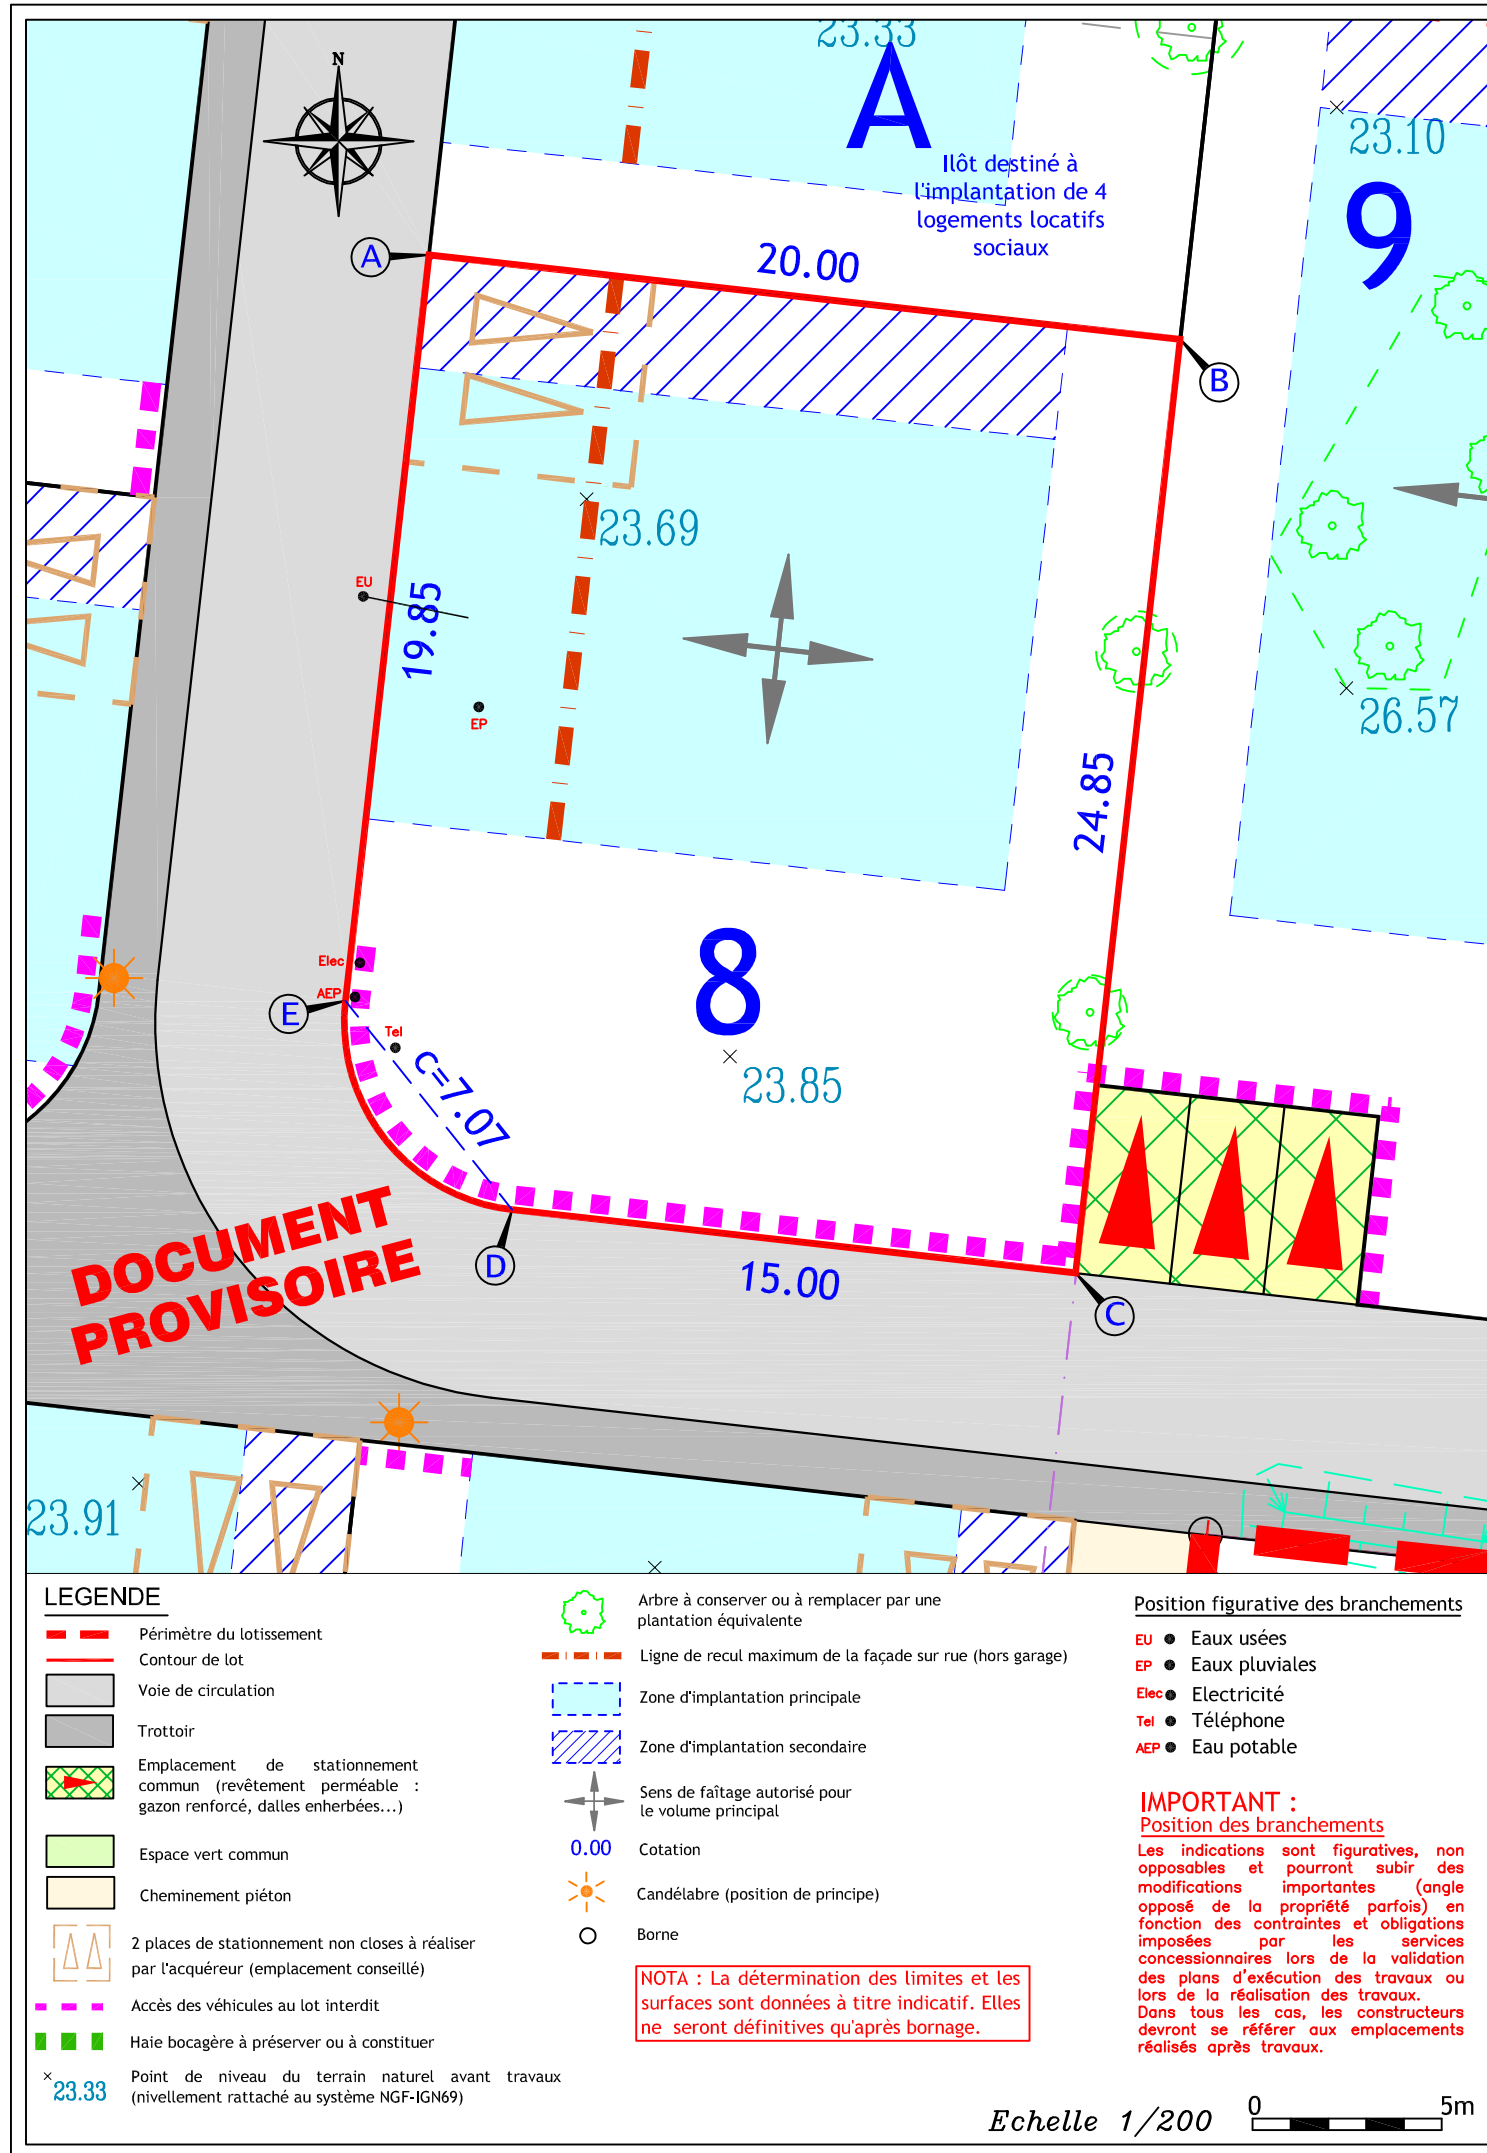 23.33
N
A
23.10
Ilôt destiné à
l'implantation de 4
logements locatifs
sociaux
9
A
20.00
B
23.69
EU
19.85
EP
26.57
24.85
8
Elec
AEP
E
Tel
c=7.07
23.85
DOCUMENT
PROVISOIRE
D
15.00
C
23.91
LEGENDE
Périmètre du lotissement
Contour de lot
Voie de circulation
Trottoir
Emplacement de stationnement
commun (revêtement perméable :
gazon renforcé, dalles enherbées...)
Espace vert commun
Cheminement piéton
2 places de stationnement non closes à réaliser
par l'acquéreur (emplacement conseillé)
Accès des véhicules au lot interdit
Haie bocagère à préserver ou à constituer
23.33
Point de niveau du terrain naturel avant travaux
(nivellement rattaché au système NGF-IGN69)
Arbre à conserver ou à remplacer par une
plantation équivalente
Ligne de recul maximum de la façade sur rue (hors garage)
Zone d'implantation principale
Zone d'implantation secondaire
Sens de faîtage autorisé pour
le volume principal
0.00 Cotation
Candélabre (position de principe)
Borne
NOTA : La détermination des limites et les
surfaces sont données à titre indicatif. Elles
ne seront définitives qu'après bornage.
Position figurative des branchements
EU Eaux usées
EP Eaux pluviales
Elec Electricité
Tel Téléphone
AEP Eau potable
IMPORTANT :
Position des branchements
Les indications sont figuratives, non
opposables et pourront subir des
modifications importantes (angle
opposé de la propriété parfois) en
fonction des contraintes et obligations
imposées par les services
concessionnaires lors de la validation
des plans d'exécution des travaux ou
lors de la réalisation des travaux.
Dans tous les cas, les constructeurs
devront se référer aux emplacements
réalisés après travaux.
Echelle 1/200
0 5m